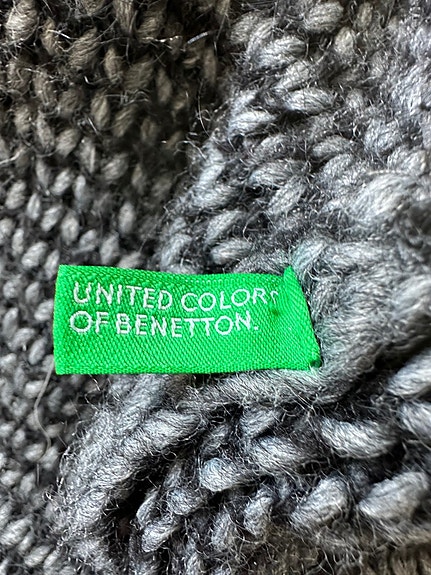 UNITED COLORS
OF BENETTON.